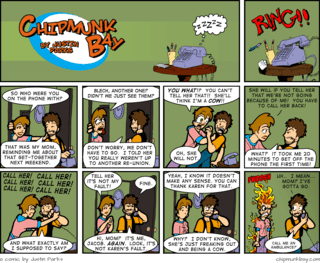 CHIPMUNK
BAY
BY JUSTIN
PORTIS
ZZZZZ
RING!!
SO WHO WERE YOU
ON THE PHONE WITH?
THAT WAS MY MOM,
REMINDING ME ABOUT
THAT GET-TOGETHER
NEXT WEEKEND.
BLECH, ANOTHER ONE?
DIDN'T WE JUST SEE THEM?
DON'T WORRY, WE DON'T
HAVE TO GO. I TOLD HER
YOU REALLY WEREN'T UP
TO ANOTHER RE-UNION.
YOU WHAT?! YOU CAN'T
TELL HER THAT!! SHE'LL
THINK I'M A COW!!
OH, SHE
WILL NOT.
SHE WILL IF YOU TELL HER
THAT WE'RE NOT GOING
BECAUSE OF ME! YOU HAVE
TO CALL HER BACK!
WHAT? IT TOOK ME 20
MINUTES TO GET OFF THE
PHONE THE FIRST TIME!
CALL HER! CALL HER!
CALL HER! CALL HER!
CALL HER! CALL HER!
AND WHAT EXACTLY AM
I SUPPOSED TO SAY?
TELL HER
IT'S NOT MY
FAULT!
FINE.
HI, MOM? IT'S ME,
JACOB. AGAIN. LOOK, IT'S
NOT KAREN'S FAULT.
YEAH, I KNOW IT DOESN'T
MAKE ANY SENSE. YOU CAN
THANK KAREN FOR THAT.
WHY? I DON'T KNOW,
SHE'S JUST FREAKING OUT
AND BEING A COW.
UH... I MEAN
MOM? I'VE
GOTTA GO.
CALL ME AN
AMBULANCE?
comic by Justin Portis
chipmunkbay.com